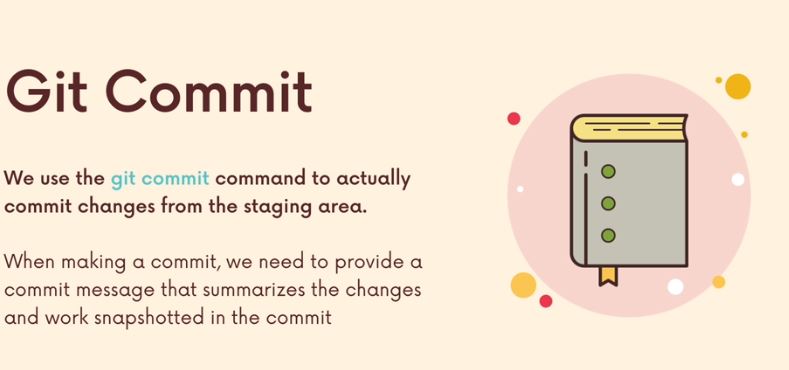 Git Commit
We use the git commit command to actually
commit changes from the staging area.
When making a commit, we need to provide a
commit message that summarizes the changes
and work snapshotted in the commit